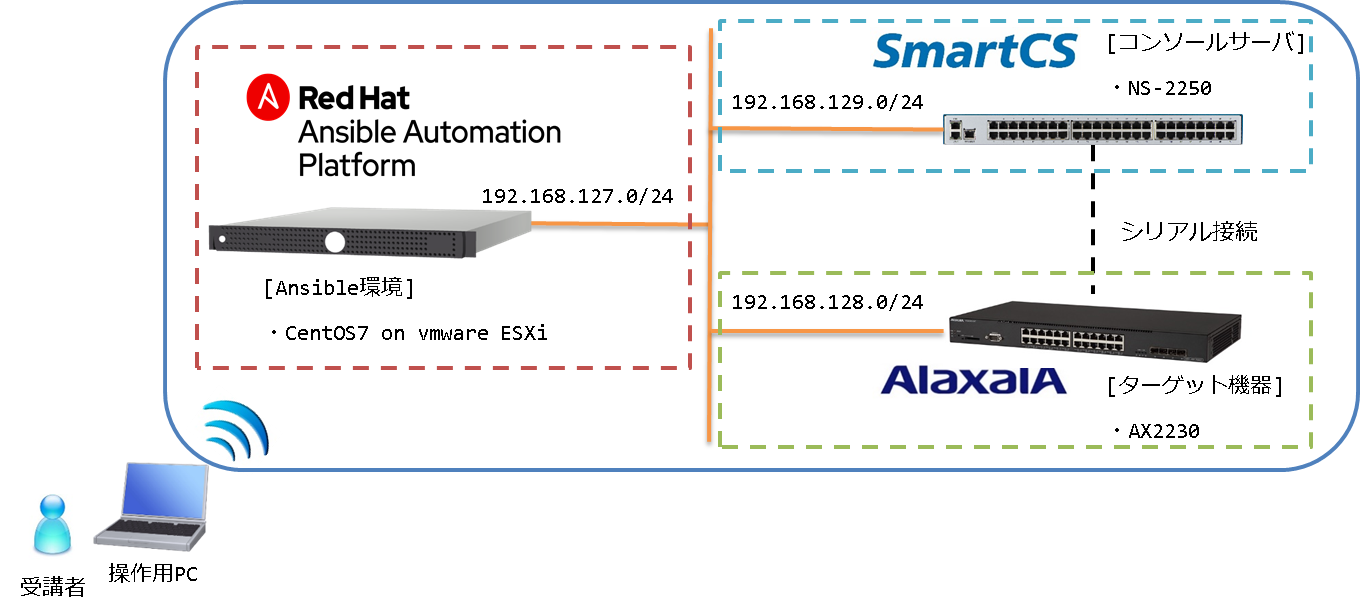 Red Hat
Ansible Automation
Platform
192.168.127.0/24
[Ansible環境]
・CentOS7 on vmware ESXi
SmartCS
[コンソールサーバ]
・NS-2250
192.168.129.0/24
シリアル接続
192.168.128.0/24
AlaxalA
[ターゲット機器]
・AX2230
受講者
操作用PC